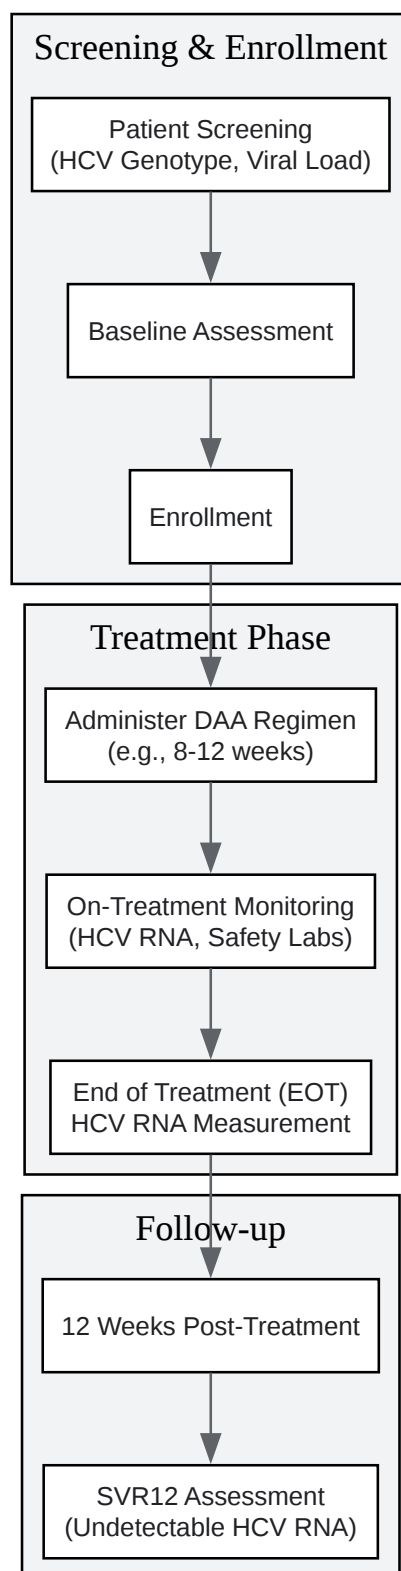 Screening & Enrollment
Patient Screening
(HCV Genotype, Viral Load)
Baseline Assessment
Enrollment
Treatment Phase
Administer DAA Regimen
(e.g., 8-12 weeks)
On-Treatment Monitoring
(HCV RNA, Safety Labs)
End of Treatment (EOT)
HCV RNA Measurement
Follow-up
12 Weeks Post-Treatment
SVR12 Assessment
(Undetectable HCV RNA)